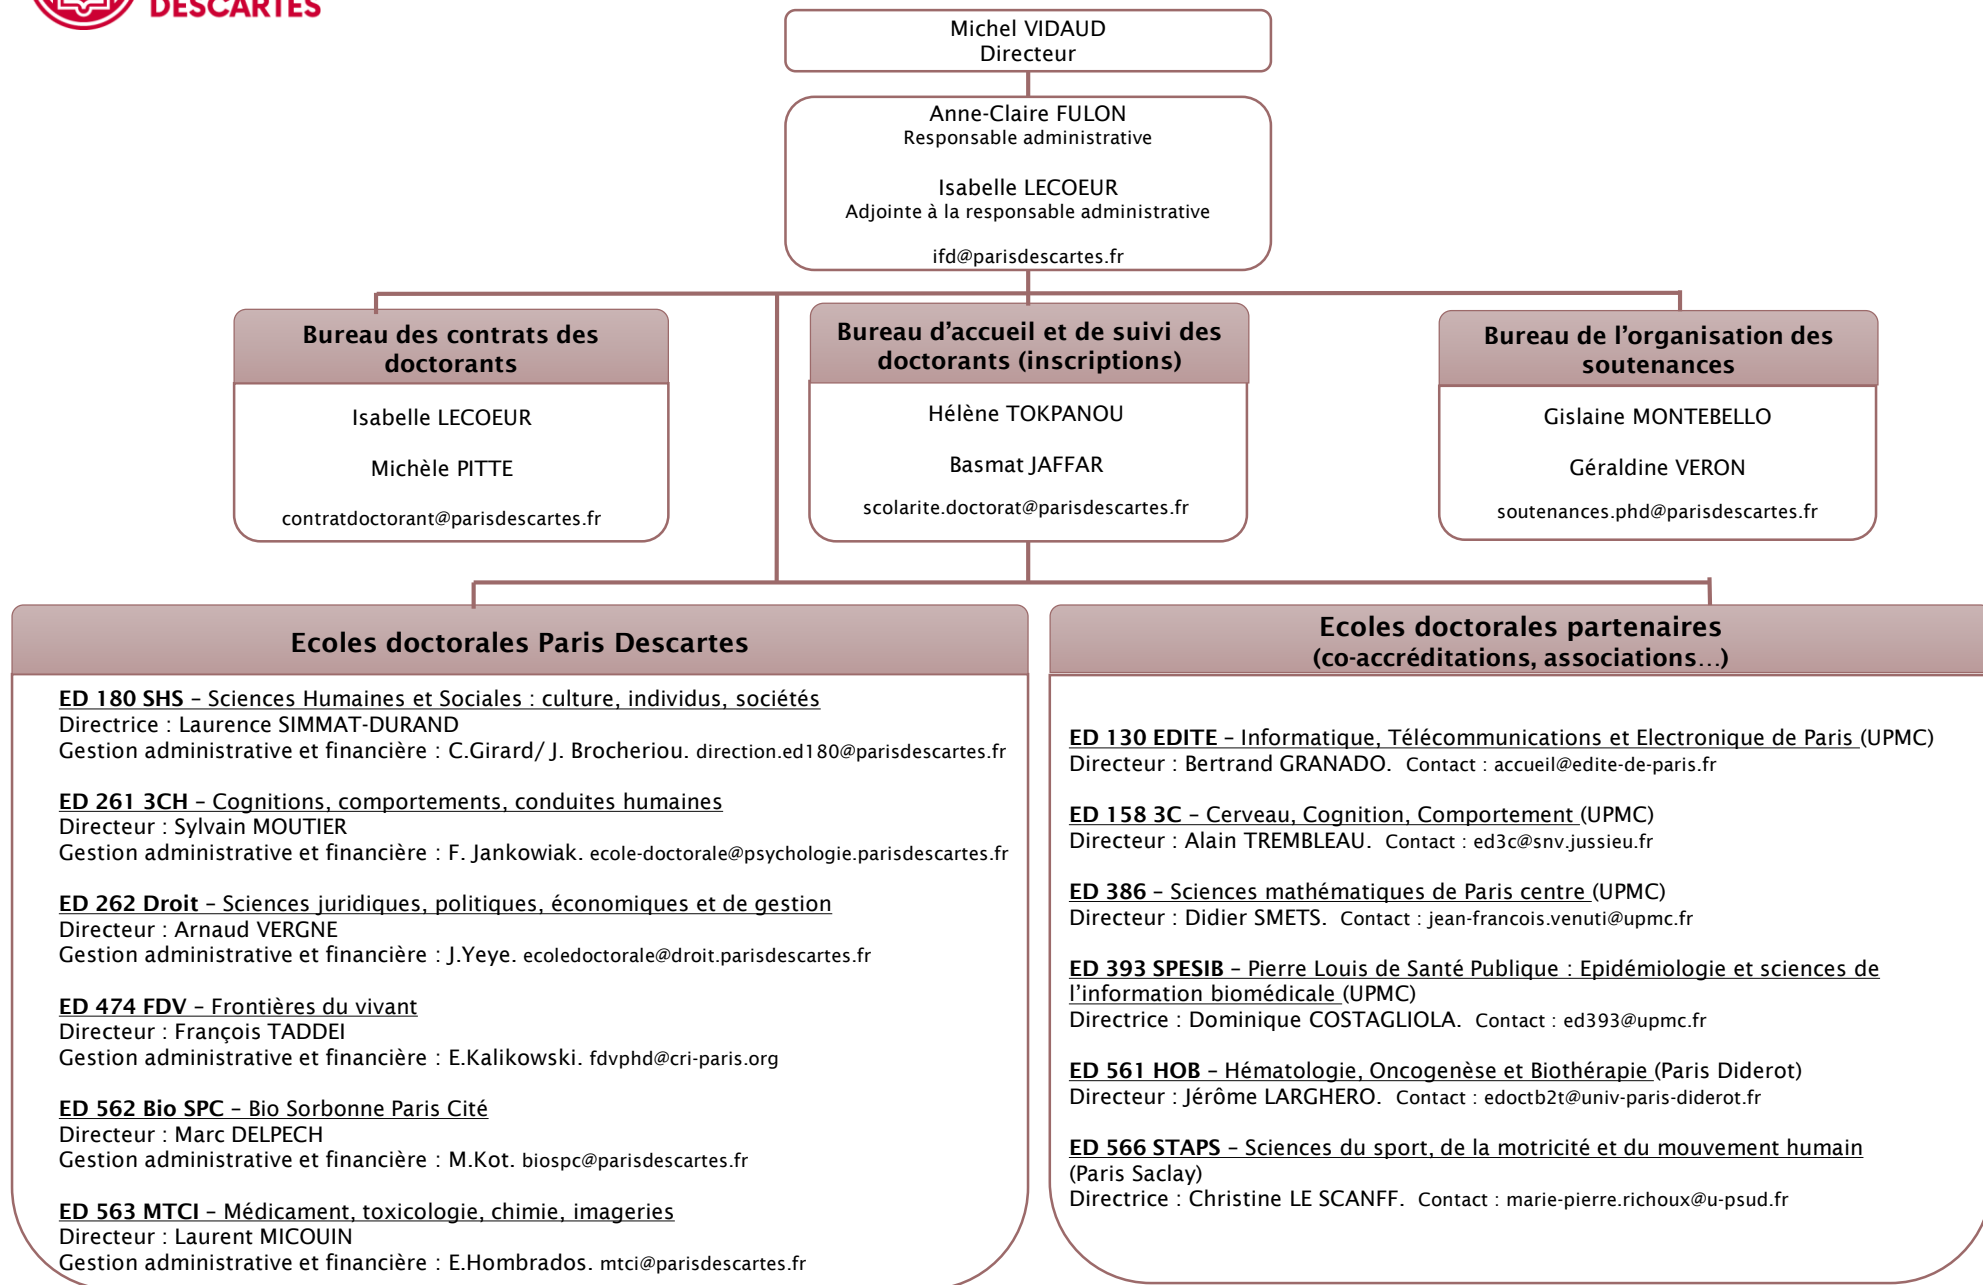 DESCARTES
Michel VIDAUD
Directeur
Anne-Claire FULON
Responsable administrative
Isabelle LECOEUR
Adjointe à la responsable administrative
ifd@parisdescartes.fr
Bureau des contrats des
doctorants
Isabelle LECOEUR
Michèle PITTE
contratdoctorant@parisdescartes.fr
Bureau d’accueil et de suivi des
doctorants (inscriptions)
Hélène TOKPANOU
Basmat JAFFAR
scolarite.doctorat@parisdescartes.fr
Bureau de l’organisation des
soutenances
Gislaine MONTEBELLO
Géraldine VERON
soutenances.phd@parisdescartes.fr
Ecoles doctorales Paris Descartes
ED 180 SHS – Sciences Humaines et Sociales : culture, individus, sociétés
Directrice : Laurence SIMMAT-DURAND
Gestion administrative et financière : C.Girard/ J. Brocheriou. direction.ed180@parisdescartes.fr
ED 261 3CH – Cognitions, comportements, conduites humaines
Directeur : Sylvain MOUTIER
Gestion administrative et financière : F. Jankowiak. ecole-doctorale@psychologie.parisdescartes.fr
ED 262 Droit – Sciences juridiques, politiques, économiques et de gestion
Directeur : Arnaud VERGNE
Gestion administrative et financière : J.Yeye. ecoledoctorale@droit.parisdescartes.fr
ED 474 FDV – Frontières du vivant
Directeur : François TADDEI
Gestion administrative et financière : E.Kalikowski. fdvphd@cri-paris.org
ED 562 Bio SPC – Bio Sorbonne Paris Cité
Directeur : Marc DELPECH
Gestion administrative et financière : M.Kot. biospc@parisdescartes.fr
ED 563 MTCI – Médicament, toxicologie, chimie, imageries
Directeur : Laurent MICOUIN
Gestion administrative et financière : E.Hombrados. mtci@parisdescartes.fr
Ecoles doctorales partenaires
(co-accréditations, associations…)
ED 130 EDITE – Informatique, Télécommunications et Electronique de Paris (UPMC)
Directeur : Bertrand GRANADO. Contact : accueil@edite-de-paris.fr
ED 158 3C – Cerveau, Cognition, Comportement (UPMC)
Directeur : Alain TREMBLEAU. Contact : ed3c@snv.jussieu.fr
ED 386 – Sciences mathématiques de Paris centre (UPMC)
Directeur : Didier SMETS. Contact : jean-francois.venuti@upmc.fr
ED 393 SPESIB – Pierre Louis de Santé Publique : Epidémiologie et sciences de
l’information biomédicale (UPMC)
Directrice : Dominique COSTAGLIOLA. Contact : ed393@upmc.fr
ED 561 HOB – Hématologie, Oncogenèse et Biothérapie (Paris Diderot)
Directeur : Jérôme LARGHERO. Contact : edoctb2t@univ-paris-diderot.fr
ED 566 STAPS – Sciences du sport, de la motricité et du mouvement humain
(Paris Saclay)
Directrice : Christine LE SCANFF. Contact : marie-pierre.richoux@u-psud.fr